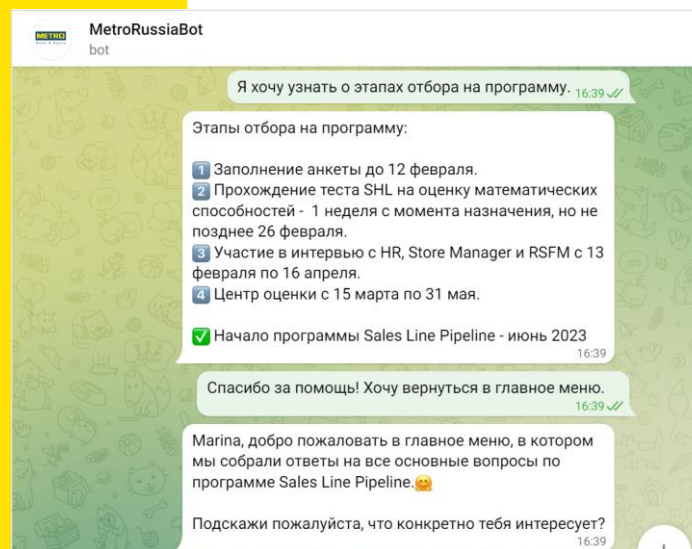 METRO
MetroRussiaBot
bot
Я хочу узнать о этапах отбора на программу. 16:39
Этапы отбора на программу:
1 Заполнение анкеты до 12 февраля.
2 Прохождение теста SHL на оценку математических
способностей - 1 неделя с момента назначения, но не
позднее 26 февраля.
3 Участие в интервью с HR, Store Manager и RSFM с 13
февраля по 16 апреля.
4 Центр оценки с 15 марта по 31 мая.
✅ Начало программы Sales Line Pipeline - июнь 2023
16:39
Спасибо за помощь! Хочу вернуться в главное меню.
16:39
Marina, добро пожаловать в главное меню, в котором
мы собрали ответы на все основные вопросы по
программе Sales Line Pipeline.🤗
Подскажи пожалуйста, что конкретно тебя интересует?
16:39